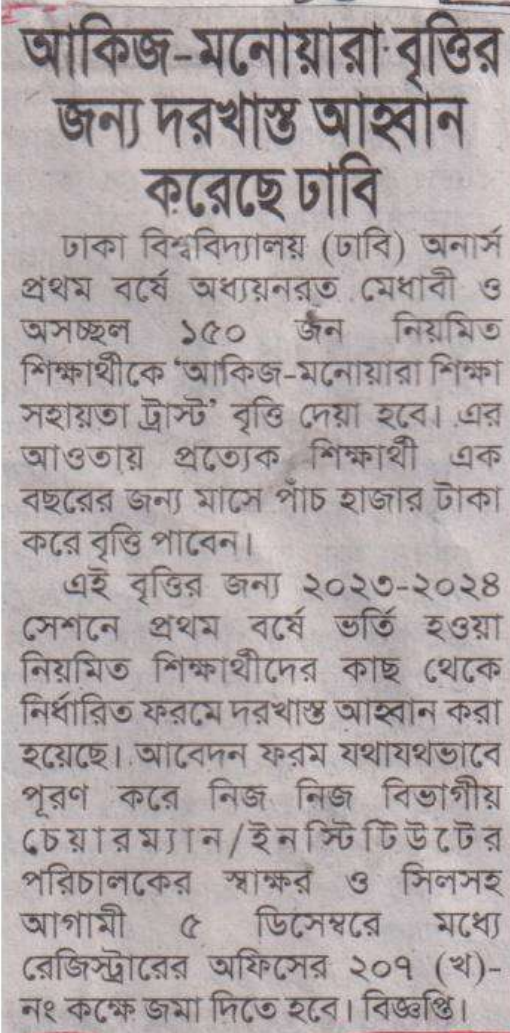 আকিজ-মনোয়ারা বৃত্তির
জন্য দরখাস্ত আহ্বান
করেছে ঢাবি
ঢাকা বিশ্ববিদ্যালয় (ঢাবি) অনার্স
প্রথম বর্ষে অধ্যয়নরত মেধাবী ও
অসচ্ছল ১৫০ জন নিয়মিত
শিক্ষার্থীকে ‘আকিজ-মনোয়ারা শিক্ষা
সহায়তা ট্রাস্ট’ বৃত্তি দেয়া হবে। এর
আওতায় প্রত্যেক শিক্ষার্থী এক
বছরের জন্য মাসে পাঁচ হাজার টাকা
করে বৃত্তি পাবেন।
এই বৃত্তির জন্য ২০২৩-২০২৪
সেশনে প্রথম বর্ষে ভর্তি হওয়া
নিয়মিত শিক্ষার্থীদের কাছ থেকে
নির্ধারিত ফরমে দরখাস্ত আহ্বান করা
হয়েছে। আবেদন ফরম যথাযথভাবে
পূরণ করে নিজ নিজ বিভাগীয়
চেয়ারম্যান/ইনস্টিটিউটের
পরিচালকের স্বাক্ষর ও সিলসহ
আগামী ৫ ডিসেম্বরে মধ্যে
রেজিস্ট্রারের অফিসের ২০৭ (খ)-
নং কক্ষে জমা দিতে হবে। বিজ্ঞপ্তি।